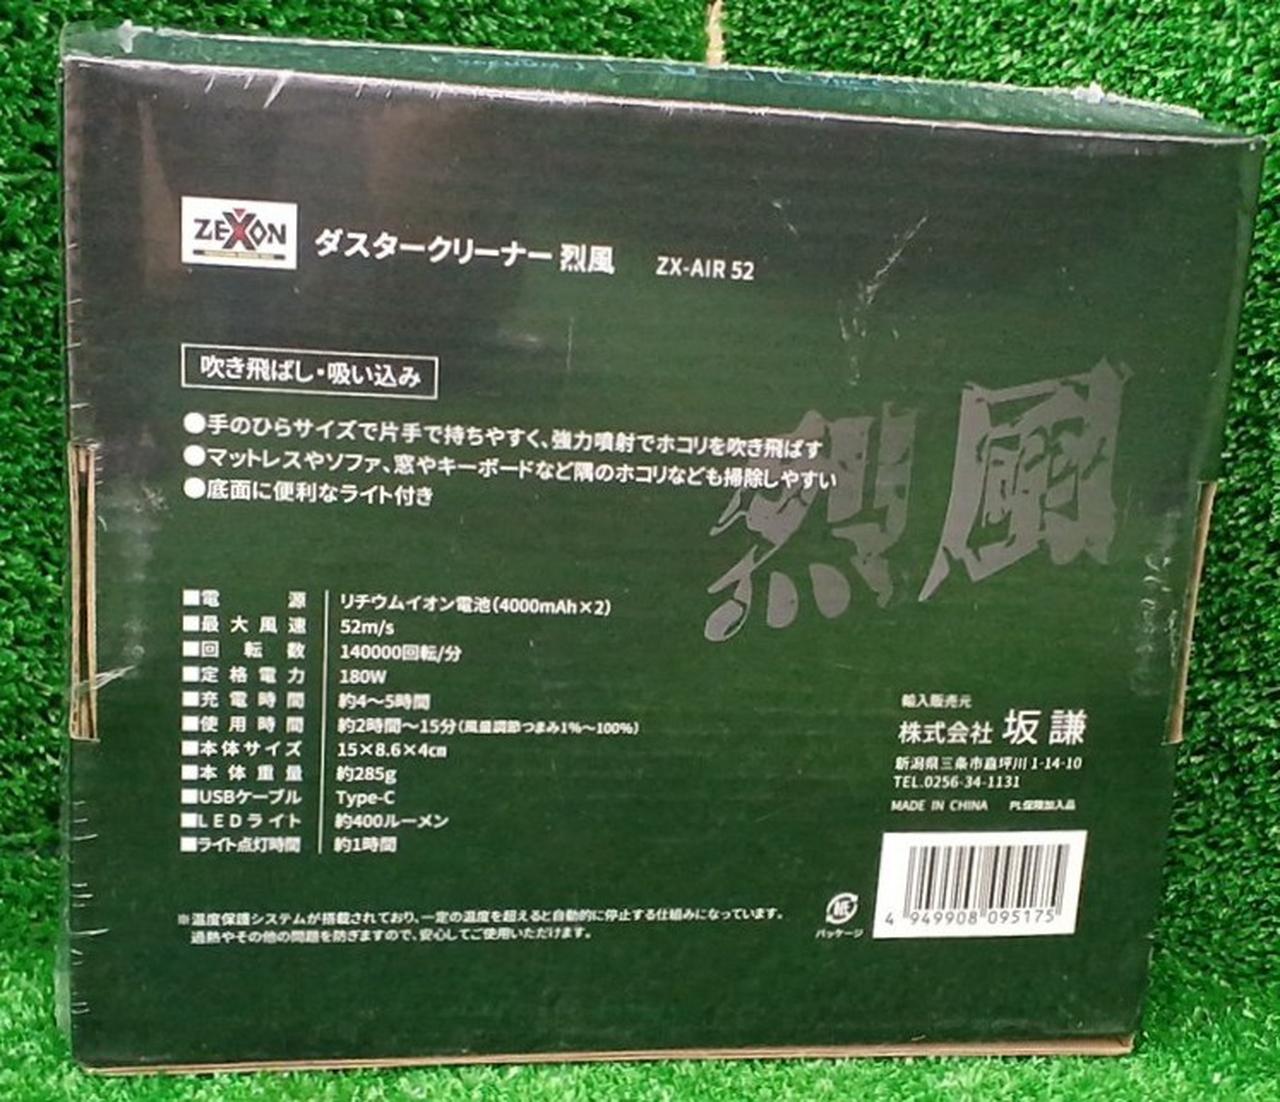 ZEXON
ダスタークリーナー 烈風 ZX-AIR 52
吹き飛ばし・吸い込み
●手のひらサイズで片手で持ちやすく、強力噴射でホコリを吹き飛ばす
●マットレスやソファ、窓やキーボードなど隅のホコリなども掃除しやすい
●底面に便利なライト付き
烈風
■電源 リチウムイオン電池(4000mAh×2)
■最大風速 52m/s
■回転数 140000回転/分
■定格電力 180W
■充電時間 約4〜5時間
■使用時間 約2時間〜15分(風量調節つまみ1%〜100%)
■本体サイズ 15×8.6×4㎝
■本体重量 約285g
■USBケーブル Type-C
■LEDライト 約400ルーメン
■ライト点灯時間 約1時間
※温度保護システムが搭載されており、一定の温度を超えると自動的に停止する仕組みになっています。
過熱やその他の問題を防ぎますので、安心してご使用いただけます。
輸入販売元
株式会社 坂謙
新潟県三条市直坪川1-14-10
TEL.0256-34-1131
MADE IN CHINA PL保険加入品
紙
パッケージ
4 949908 095175